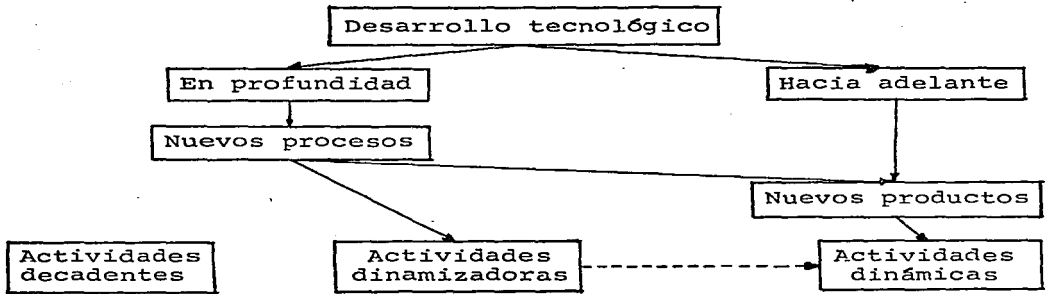 Desarrollo tecnológico
En profundidad
Hacia adelante
Nuevos procesos
Nuevos productos
Actividades
decadentes
Actividades
dinamizadoras
Actividades
dinámicas